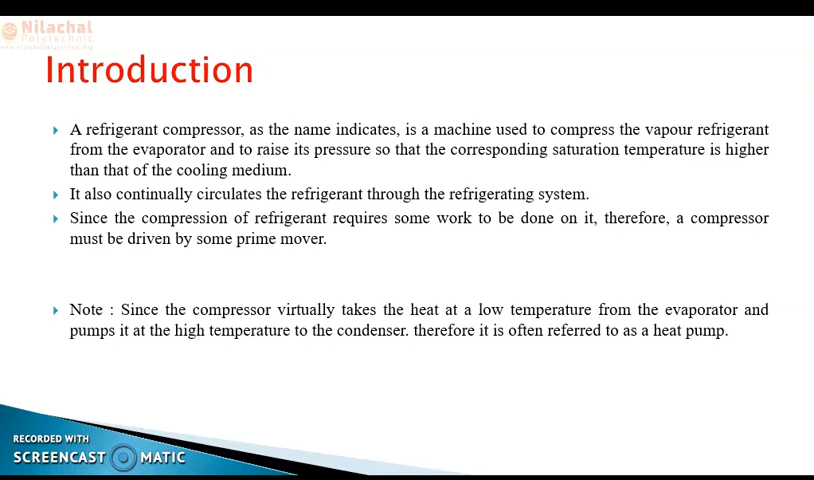 Nilachal
Polytechnic
Introduction
A refrigerant compressor, as the name indicates, is a machine used to compress the vapour refrigerant
from the evaporator and to raise its pressure so that the corresponding saturation temperature is higher
than that of the cooling medium.
It also continually circulates the refrigerant through the refrigerating system.
Since the compression of refrigerant requires some work to be done on it, therefore, a compressor
must be driven by some prime mover.
Note : Since the compressor virtually takes the heat at a low temperature from the evaporator and
pumps it at the high temperature to the condenser. therefore it is often referred to as a heat pump.
RECORDED WITH
SCREENCAST MATIC